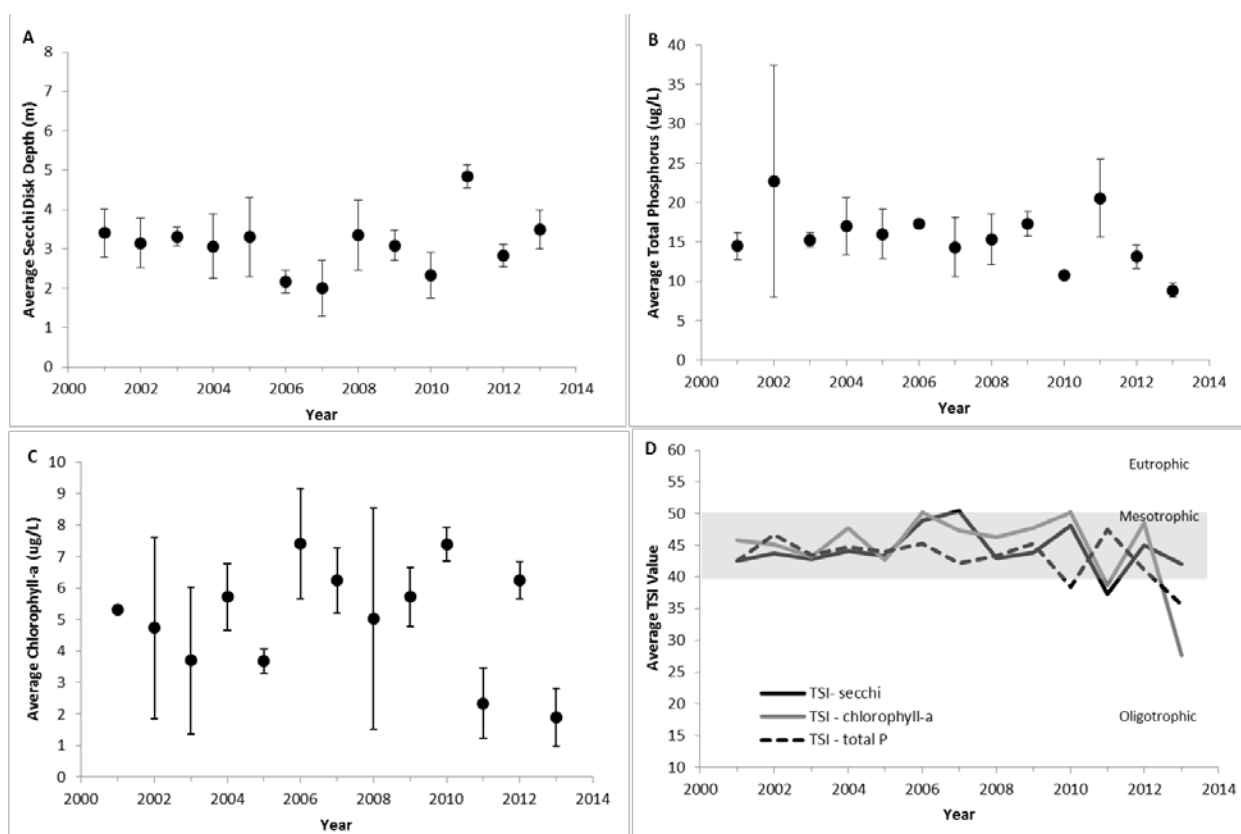 A
Average Secchi Disk Depth (m)
8
7
6
5
4
3
2
1
0
2000 2002 2004 2006 2008 2010 2012 2014
Year
B
Average Total Phosphorus (ug/L)
40
35
30
25
20
15
10
5
0
2000 2002 2004 2006 2008 2010 2012 2014
Year
C
Average Chlorophyll-a (ug/L)
10
9
8
7
6
5
4
3
2
1
0
2000 2002 2004 2006 2008 2010 2012 2014
Year
D
Average TSI Value
60
55
50
45
40
35
30
25
20
15
10
Eutrophic
Mesotrophic
Oligotrophic
TSI- secchi
TSI - chlorophyll-a
TSI - total P
2000 2002 2004 2006 2008 2010 2012 2014
Year